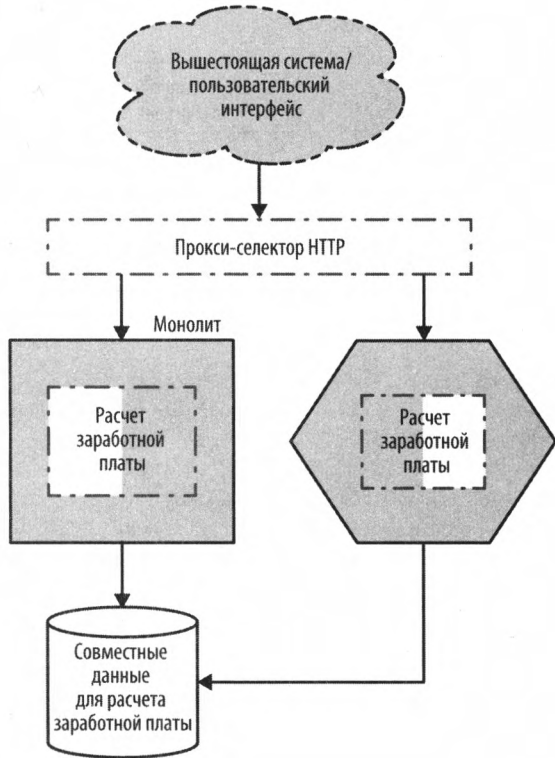 Вышестоящая система/
пользовательский
интерфейс
Прокси-селектор HTTP
Монолит
Расчет
заработной
платы
Расчет
заработной
платы
Совместные
данные
для расчета
заработной платы